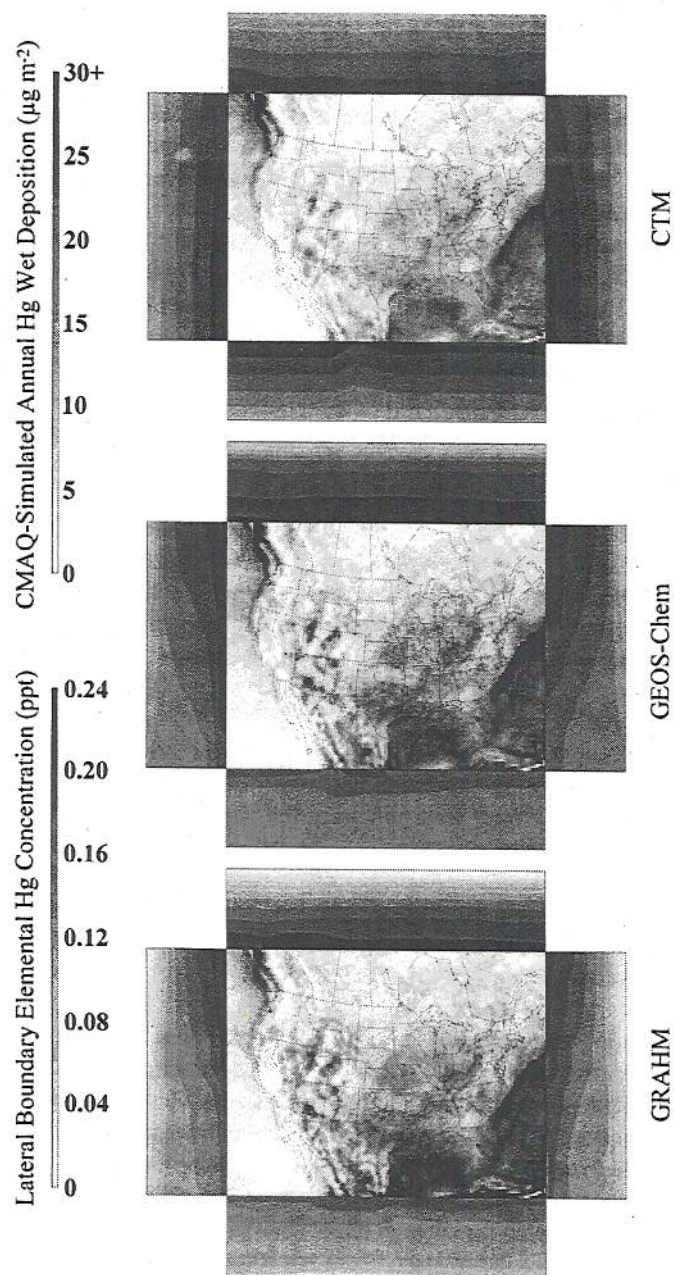 CMAQ-Simulated Annual Hg Wet Deposition (μg m⁻²)
0 5 10 15 20 25 30+
Lateral Boundary Elemental Hg Concentration (ppt)
0 0.04 0.08 0.12 0.16 0.20 0.24
GRAHM
GEOS-Chem
CTM